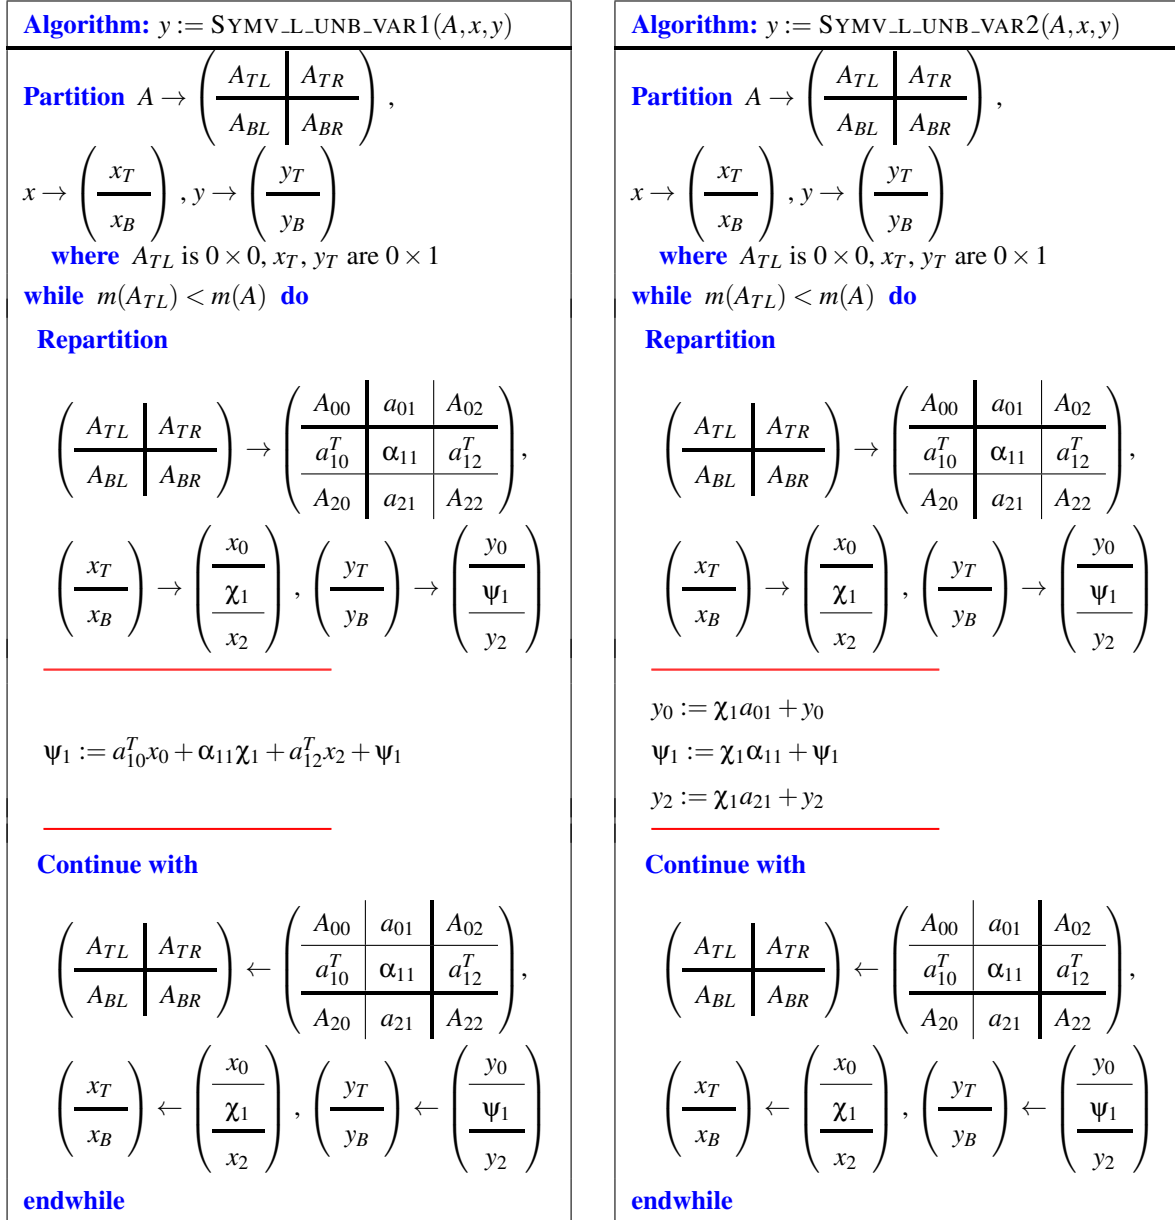 Algorithm: y := SYMV_L_UNB_VAR1(A,x,y)
Partition A → ( A_TL | A_TR ) ,
( A_BL | A_BR )
x → ( x_T / x_B ) , y → ( y_T / y_B )
where A_TL is 0 × 0, x_T, y_T are 0 × 1
while m(A_TL) < m(A) do
Repartition
( A_TL | A_TR ) → ( A_00 | a_01 | A_02 )
( A_BL | A_BR ) ( a_10^T | α_11 | a_12^T ) ,
( A_20 | a_21 | A_22 )
( x_T / x_B ) → ( x_0 / χ_1 / x_2 ) , ( y_T / y_B ) → ( y_0 / ψ_1 / y_2 )
ψ_1 := a_10^T x_0 + α_11 χ_1 + a_12^T x_2 + ψ_1
Continue with
( A_TL | A_TR ) ← ( A_00 | a_01 | A_02 )
( A_BL | A_BR ) ( a_10^T | α_11 | a_12^T ) ,
( A_20 | a_21 | A_22 )
( x_T / x_B ) ← ( x_0 / χ_1 / x_2 ) , ( y_T / y_B ) ← ( y_0 / ψ_1 / y_2 )
endwhile
Algorithm: y := SYMV_L_UNB_VAR2(A,x,y)
Partition A → ( A_TL | A_TR ) ,
( A_BL | A_BR )
x → ( x_T / x_B ) , y → ( y_T / y_B )
where A_TL is 0 × 0, x_T, y_T are 0 × 1
while m(A_TL) < m(A) do
Repartition
( A_TL | A_TR ) → ( A_00 | a_01 | A_02 )
( A_BL | A_BR ) ( a_10^T | α_11 | a_12^T ) ,
( A_20 | a_21 | A_22 )
( x_T / x_B ) → ( x_0 / χ_1 / x_2 ) , ( y_T / y_B ) → ( y_0 / ψ_1 / y_2 )
y_0 := χ_1 a_01 + y_0
ψ_1 := χ_1 α_11 + ψ_1
y_2 := χ_1 a_21 + y_2
Continue with
( A_TL | A_TR ) ← ( A_00 | a_01 | A_02 )
( A_BL | A_BR ) ( a_10^T | α_11 | a_12^T ) ,
( A_20 | a_21 | A_22 )
( x_T / x_B ) ← ( x_0 / χ_1 / x_2 ) , ( y_T / y_B ) ← ( y_0 / ψ_1 / y_2 )
endwhile